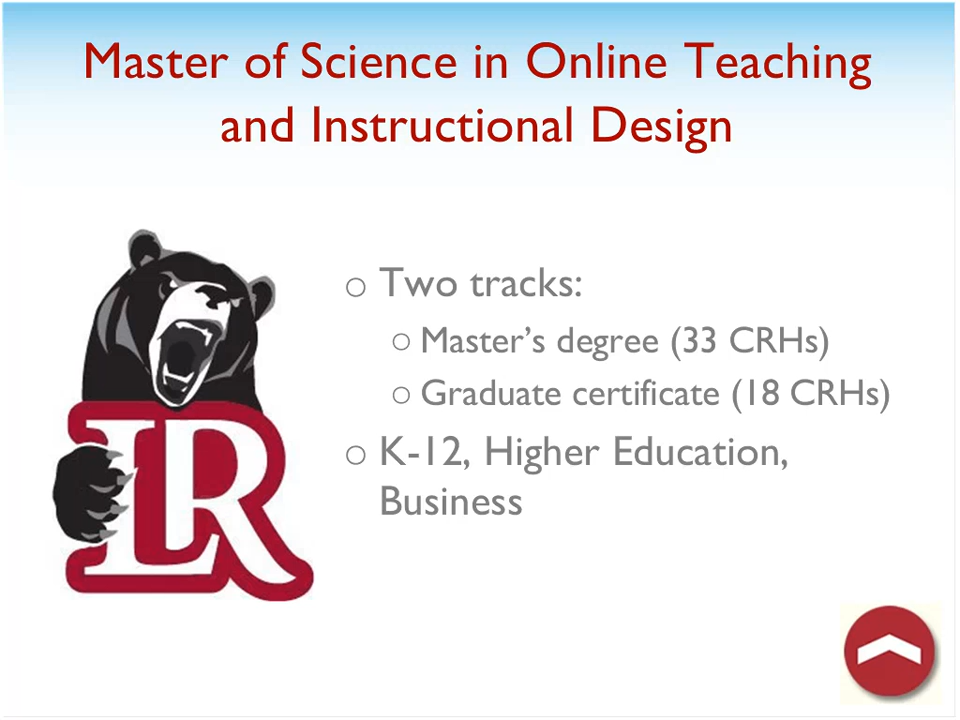 Master of Science in Online Teaching
and Instructional Design
LR
○ Two tracks:
○ Master’s degree (33 CRHs)
○ Graduate certificate (18 CRHs)
○ K-12, Higher Education,
Business